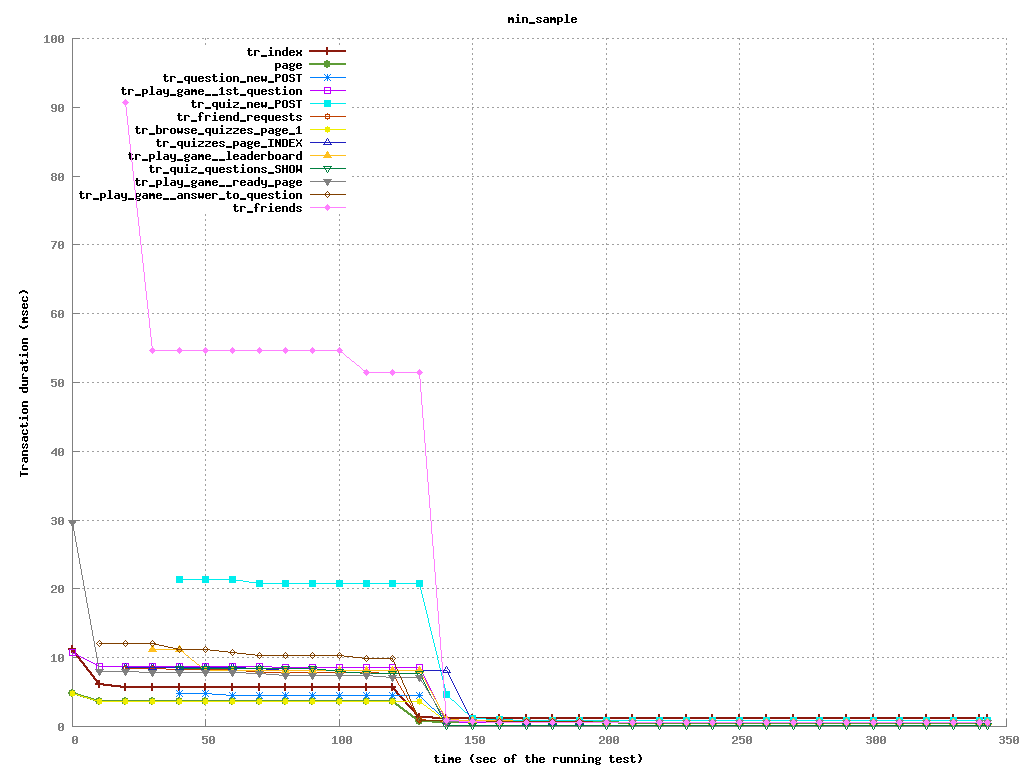 min_sample
100
90
80
70
60
50
40
30
20
10
0
Transaction duration (msec)
tr_index
page
tr_question_new_POST
tr_play_game__1st_question
tr_quiz_new_POST
tr_friend_requests
tr_browse_quizzes_page_1
tr_quizzes_page_INDEX
tr_play_game__leaderboard
tr_quiz_questions_SHOW
tr_play_game__ready_page
tr_play_game__answer_to_question
tr_friends
0 50 100 150 200 250 300 350
time (sec of the running test)